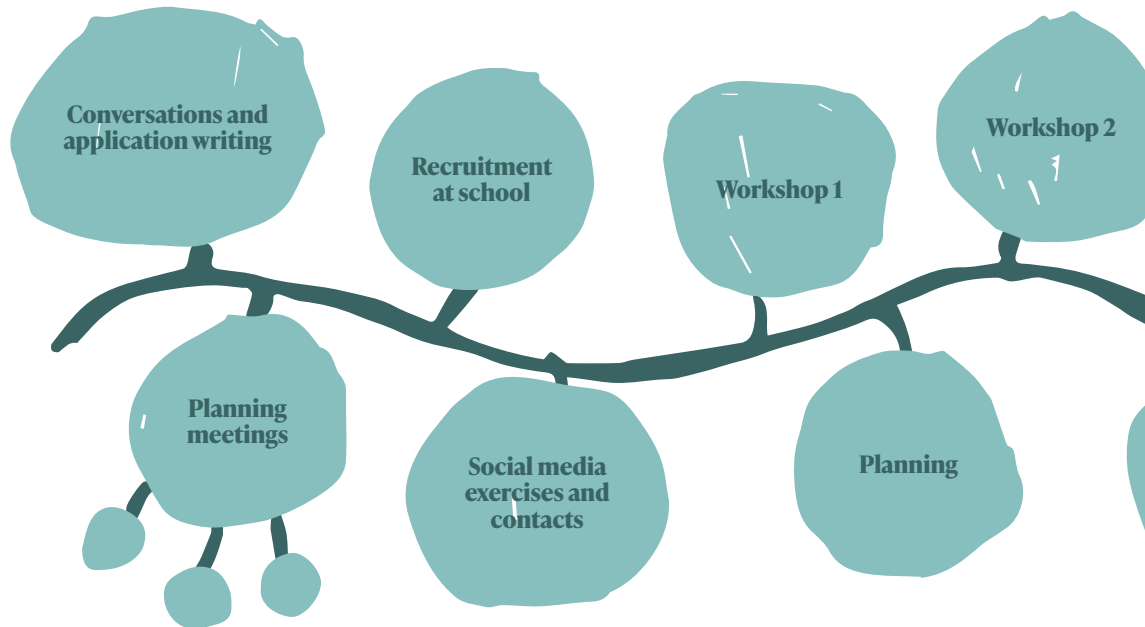 Conversations and
application writing
Planning
meetings
Recruitment
at school
Social media
exercises and
contacts
Workshop 1
Planning
Workshop 2